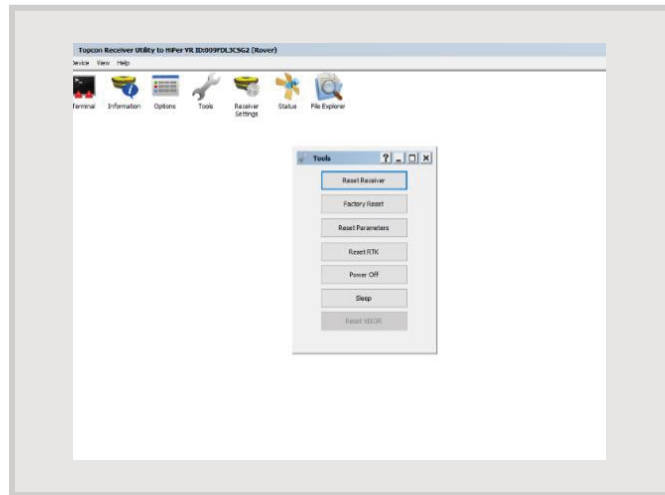 Topcon Receiver Utility to HiPer VR ID:009FDL3CSG2 (Rover)
Device View Help
Terminal Information Options Tools Receiver Settings Status File Explorer
Tools
Reset Receiver
Factory Reset
Reset Parameters
Reset RTK
Power Off
Sleep